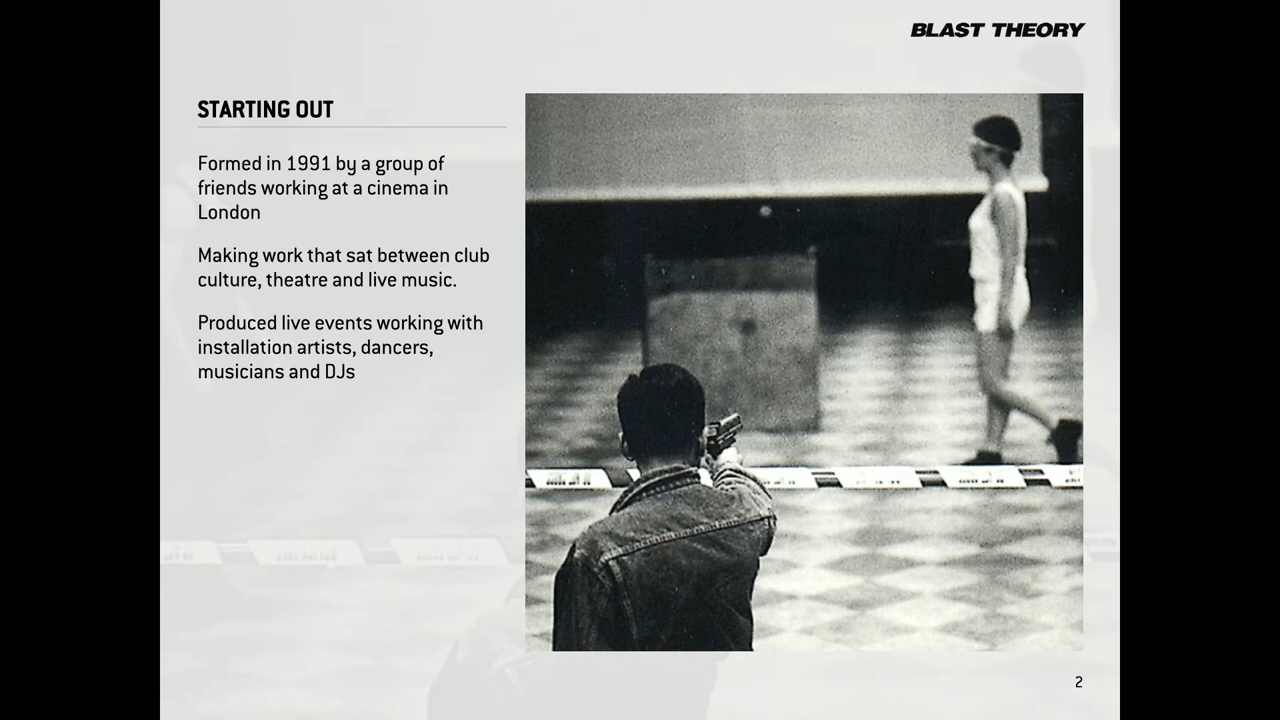 BLAST THEORY
STARTING OUT
Formed in 1991 by a group of
friends working at a cinema in
London
Making work that sat between club
culture, theatre and live music.
Produced live events working with
installation artists, dancers,
musicians and DJs
2